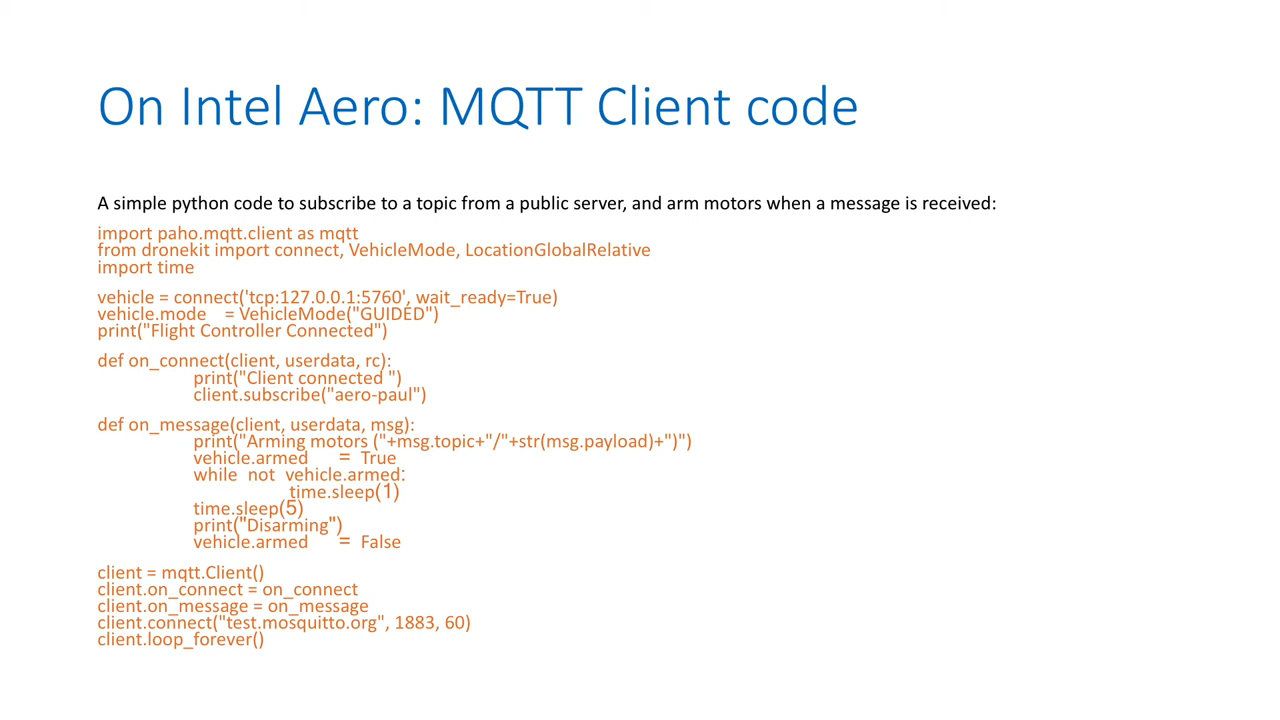 On Intel Aero: MQTT Client code
A simple python code to subscribe to a topic from a public server, and arm motors when a message is received:
import paho.mqtt.client as mqtt
from dronekit import connect, VehicleMode, LocationGlobalRelative
import time
vehicle = connect('tcp:127.0.0.1:5760', wait_ready=True)
vehicle.mode = VehicleMode("GUIDED")
print("Flight Controller Connected")
def on_connect(client, userdata, rc):
print("Client connected ")
client.subscribe("aero-paul")
def on_message(client, userdata, msg):
print("Arming motors ("+msg.topic+"/"+str(msg.payload)+")")
vehicle.armed = True
while not vehicle.armed:
time.sleep(1)
time.sleep(5)
print("Disarming")
vehicle.armed = False
client = mqtt.Client()
client.on_connect = on_connect
client.on_message = on_message
client.connect("test.mosquitto.org", 1883, 60)
client.loop_forever()